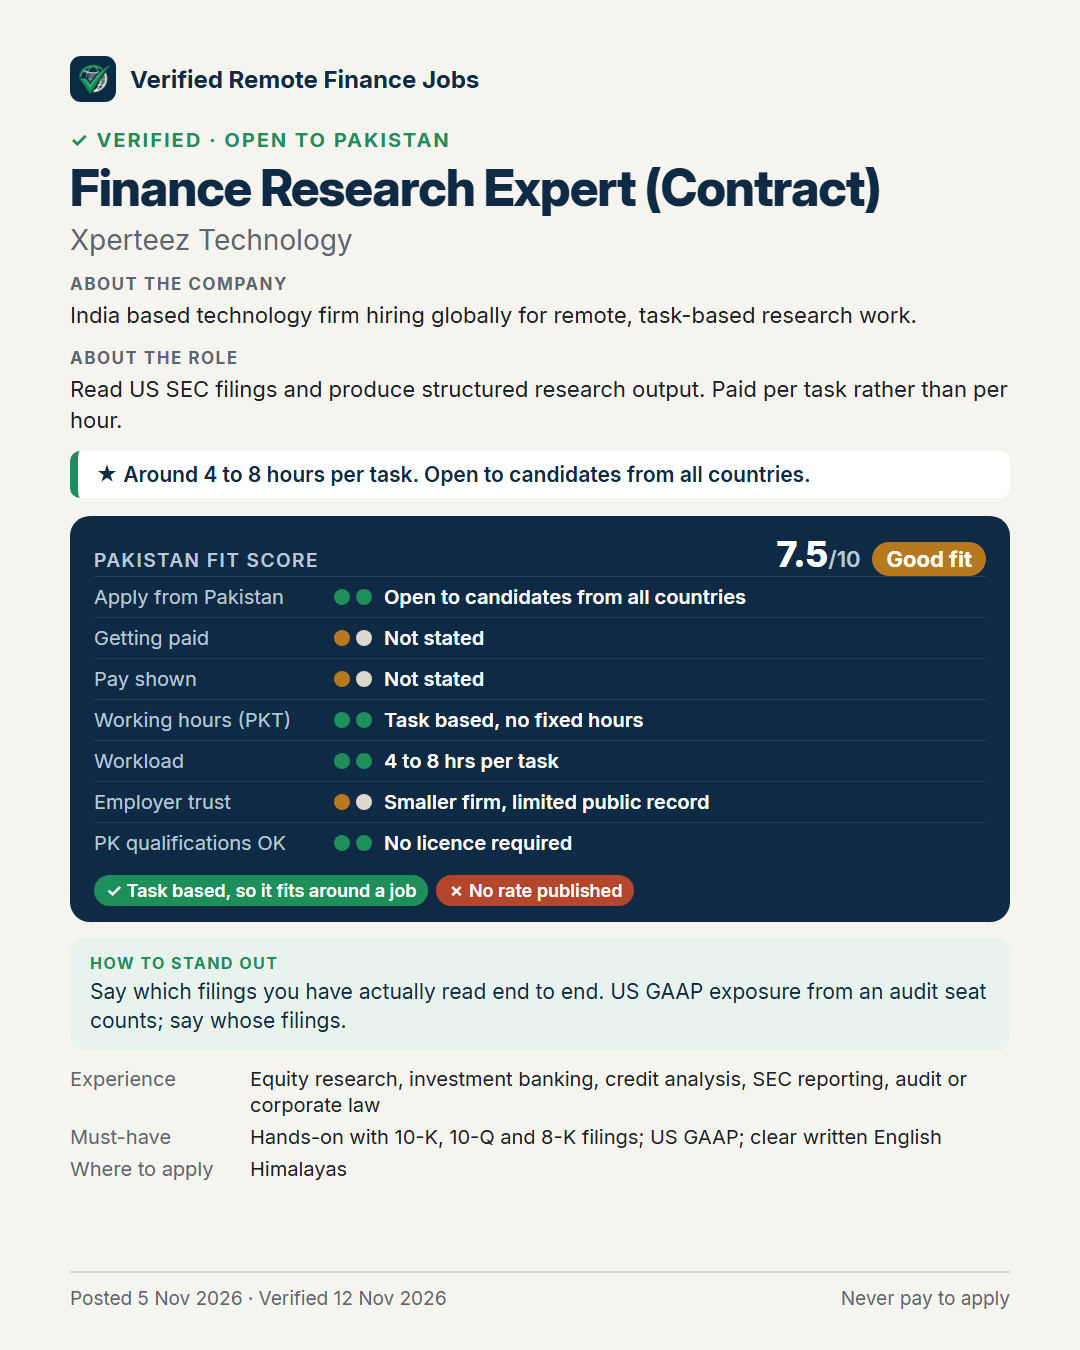 Verified Remote Finance Jobs
✓ VERIFIED · OPEN TO PAKISTAN
Finance Research Expert (Contract)
Xperteez Technology
ABOUT THE COMPANY
India based technology firm hiring globally for remote, task-based research work.
ABOUT THE ROLE
Read US SEC filings and produce structured research output. Paid per task rather than per
hour.
★ Around 4 to 8 hours per task. Open to candidates from all countries.
PAKISTAN FIT SCORE 7.5/10 Good fit
Apply from Pakistan Open to candidates from all countries
Getting paid Not stated
Pay shown Not stated
Working hours (PKT) Task based, no fixed hours
Workload 4 to 8 hrs per task
Employer trust Smaller firm, limited public record
PK qualifications OK No licence required
✓ Task based, so it fits around a job × No rate published
HOW TO STAND OUT
Say which filings you have actually read end to end. US GAAP exposure from an audit seat
counts; say whose filings.
Experience Equity research, investment banking, credit analysis, SEC reporting, audit or
corporate law
Must-have Hands-on with 10-K, 10-Q and 8-K filings; US GAAP; clear written English
Where to apply Himalayas
Posted 5 Nov 2026 · Verified 12 Nov 2026 Never pay to apply